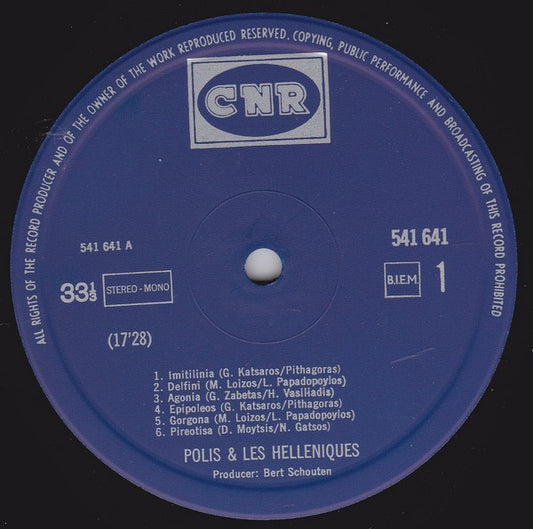 ALL RIGHTS OF THE RECORD PRODUCER AND OF THE OWNER OF THE WORK REPRODUCED RESERVED. COPYING, PUBLIC PERFORMANCE AND BROADCASTING OF THIS RECORD PROHIBITED
CNR
541 641 A
541 641
33⅓
STEREO - MONO
B.I.E.M.
1
(17'28)
1. Imitilinia (G. Katsaros/Pithagoras)
2. Delfini (M. Loizos/L. Papadopoylos)
3. Agonia (G. Zabetas/H. Vasiliadis)
4. Epipoleos (G. Katsaros/Pithagoras)
5. Gorgona (M. Loizos/L. Papadopoylos)
6. Pireotisa (D. Moytsis/N. Gatsos)
POLIS & LES HELLENIQUES
Producer: Bert Schouten